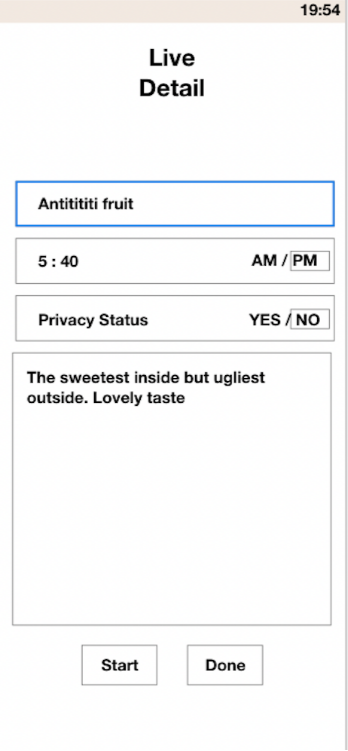 19:54
Live
Detail
Antitititi fruit
5 : 40 AM / PM
Privacy Status YES / NO
The sweetest inside but ugliest
outside. Lovely taste
Start Done